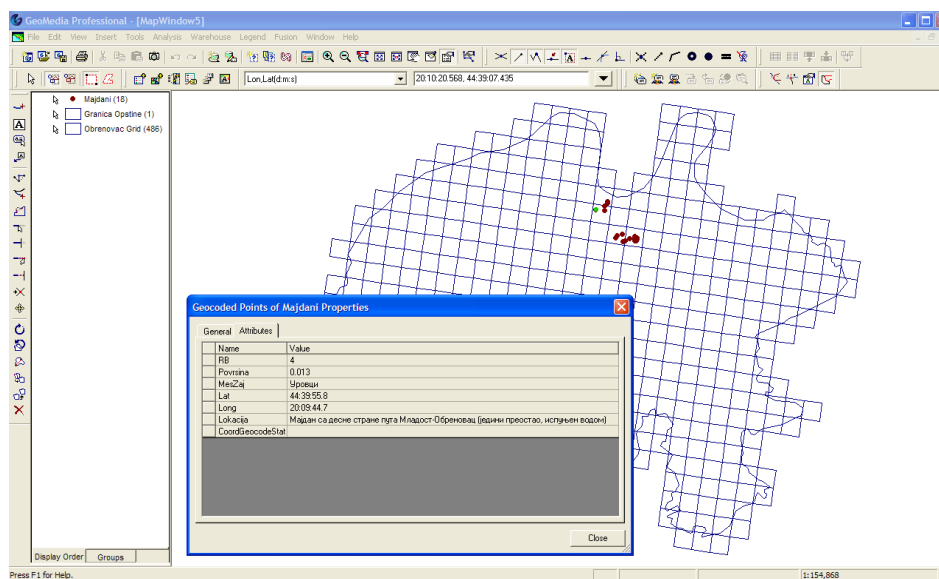 GeoMedia Professional - [MapWindow5]
File Edit View Insert Tools Analysis Warehouse Legend Fusion Window Help
Lon,Lat(d:m:s) 20:10:20.568, 44:39:07.435
Majdani (18)
Granica Opstine (1)
Obrenovac Grid (486)
Geocoded Points of Majdani Properties
General Attributes
Name Value
RB 4
Povrsina 0.013
MesZaj Уровци
Lat 44:39:55.8
Long 20:09:44.7
Lokacija Мајдан са десне стране пута Младост-Обреновац (једини преостао, испуњен водом)
CoordGeocodeStat
Close
Display Order Groups
Press F1 for Help. 1:154,868